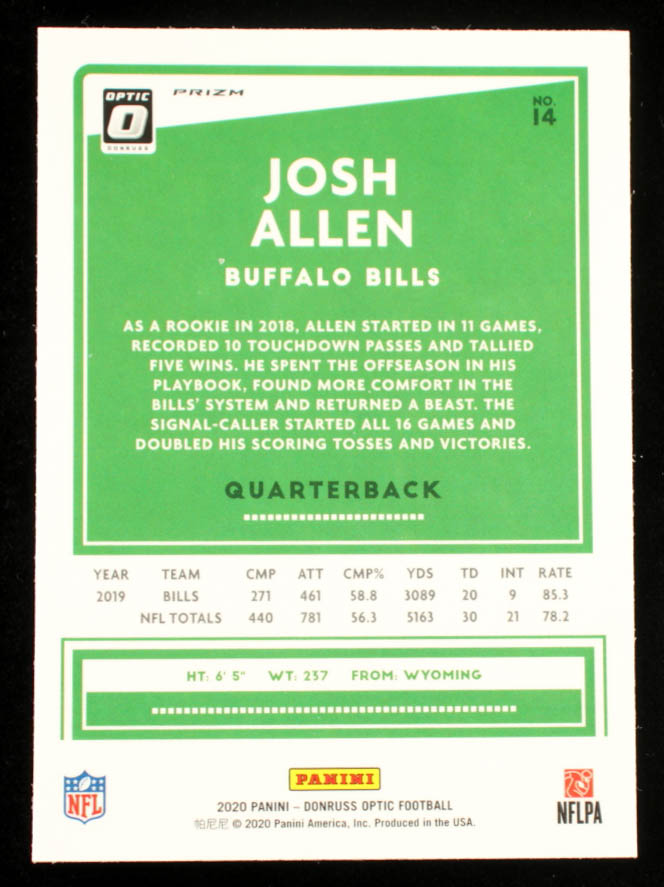 OPTIC
O
DONRUSS
PRIZM
NO.
14
JOSH
ALLEN
BUFFALO BILLS
AS A ROOKIE IN 2018, ALLEN STARTED IN 11 GAMES,
RECORDED 10 TOUCHDOWN PASSES AND TALLIED
FIVE WINS. HE SPENT THE OFFSEASON IN HIS
PLAYBOOK, FOUND MORE COMFORT IN THE
BILLS' SYSTEM AND RETURNED A BEAST. THE
SIGNAL-CALLER STARTED ALL 16 GAMES AND
DOUBLED HIS SCORING TOSSES AND VICTORIES.
QUARTERBACK
YEAR TEAM CMP ATT CMP% YDS TD INT RATE
2019 BILLS 271 461 58.8 3089 20 9 85.3
NFL TOTALS 440 781 56.3 5163 30 21 78.2
HT: 6' 5" WT: 237 FROM: WYOMING
NFL
PANINI
NFLPA
2020 PANINI – DONRUSS OPTIC FOOTBALL
帕尼尼 © 2020 Panini America, Inc. Produced in the USA.